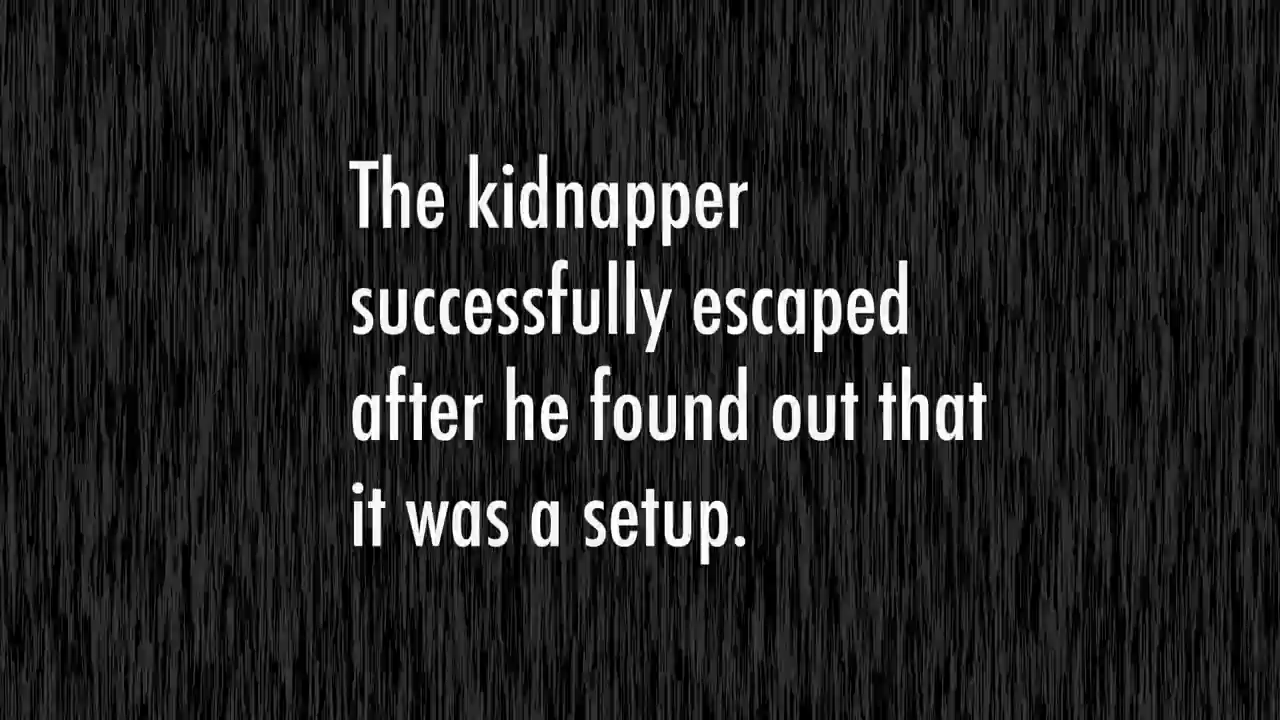 The kidnapper
successfully escaped
after he found out that
it was a setup.